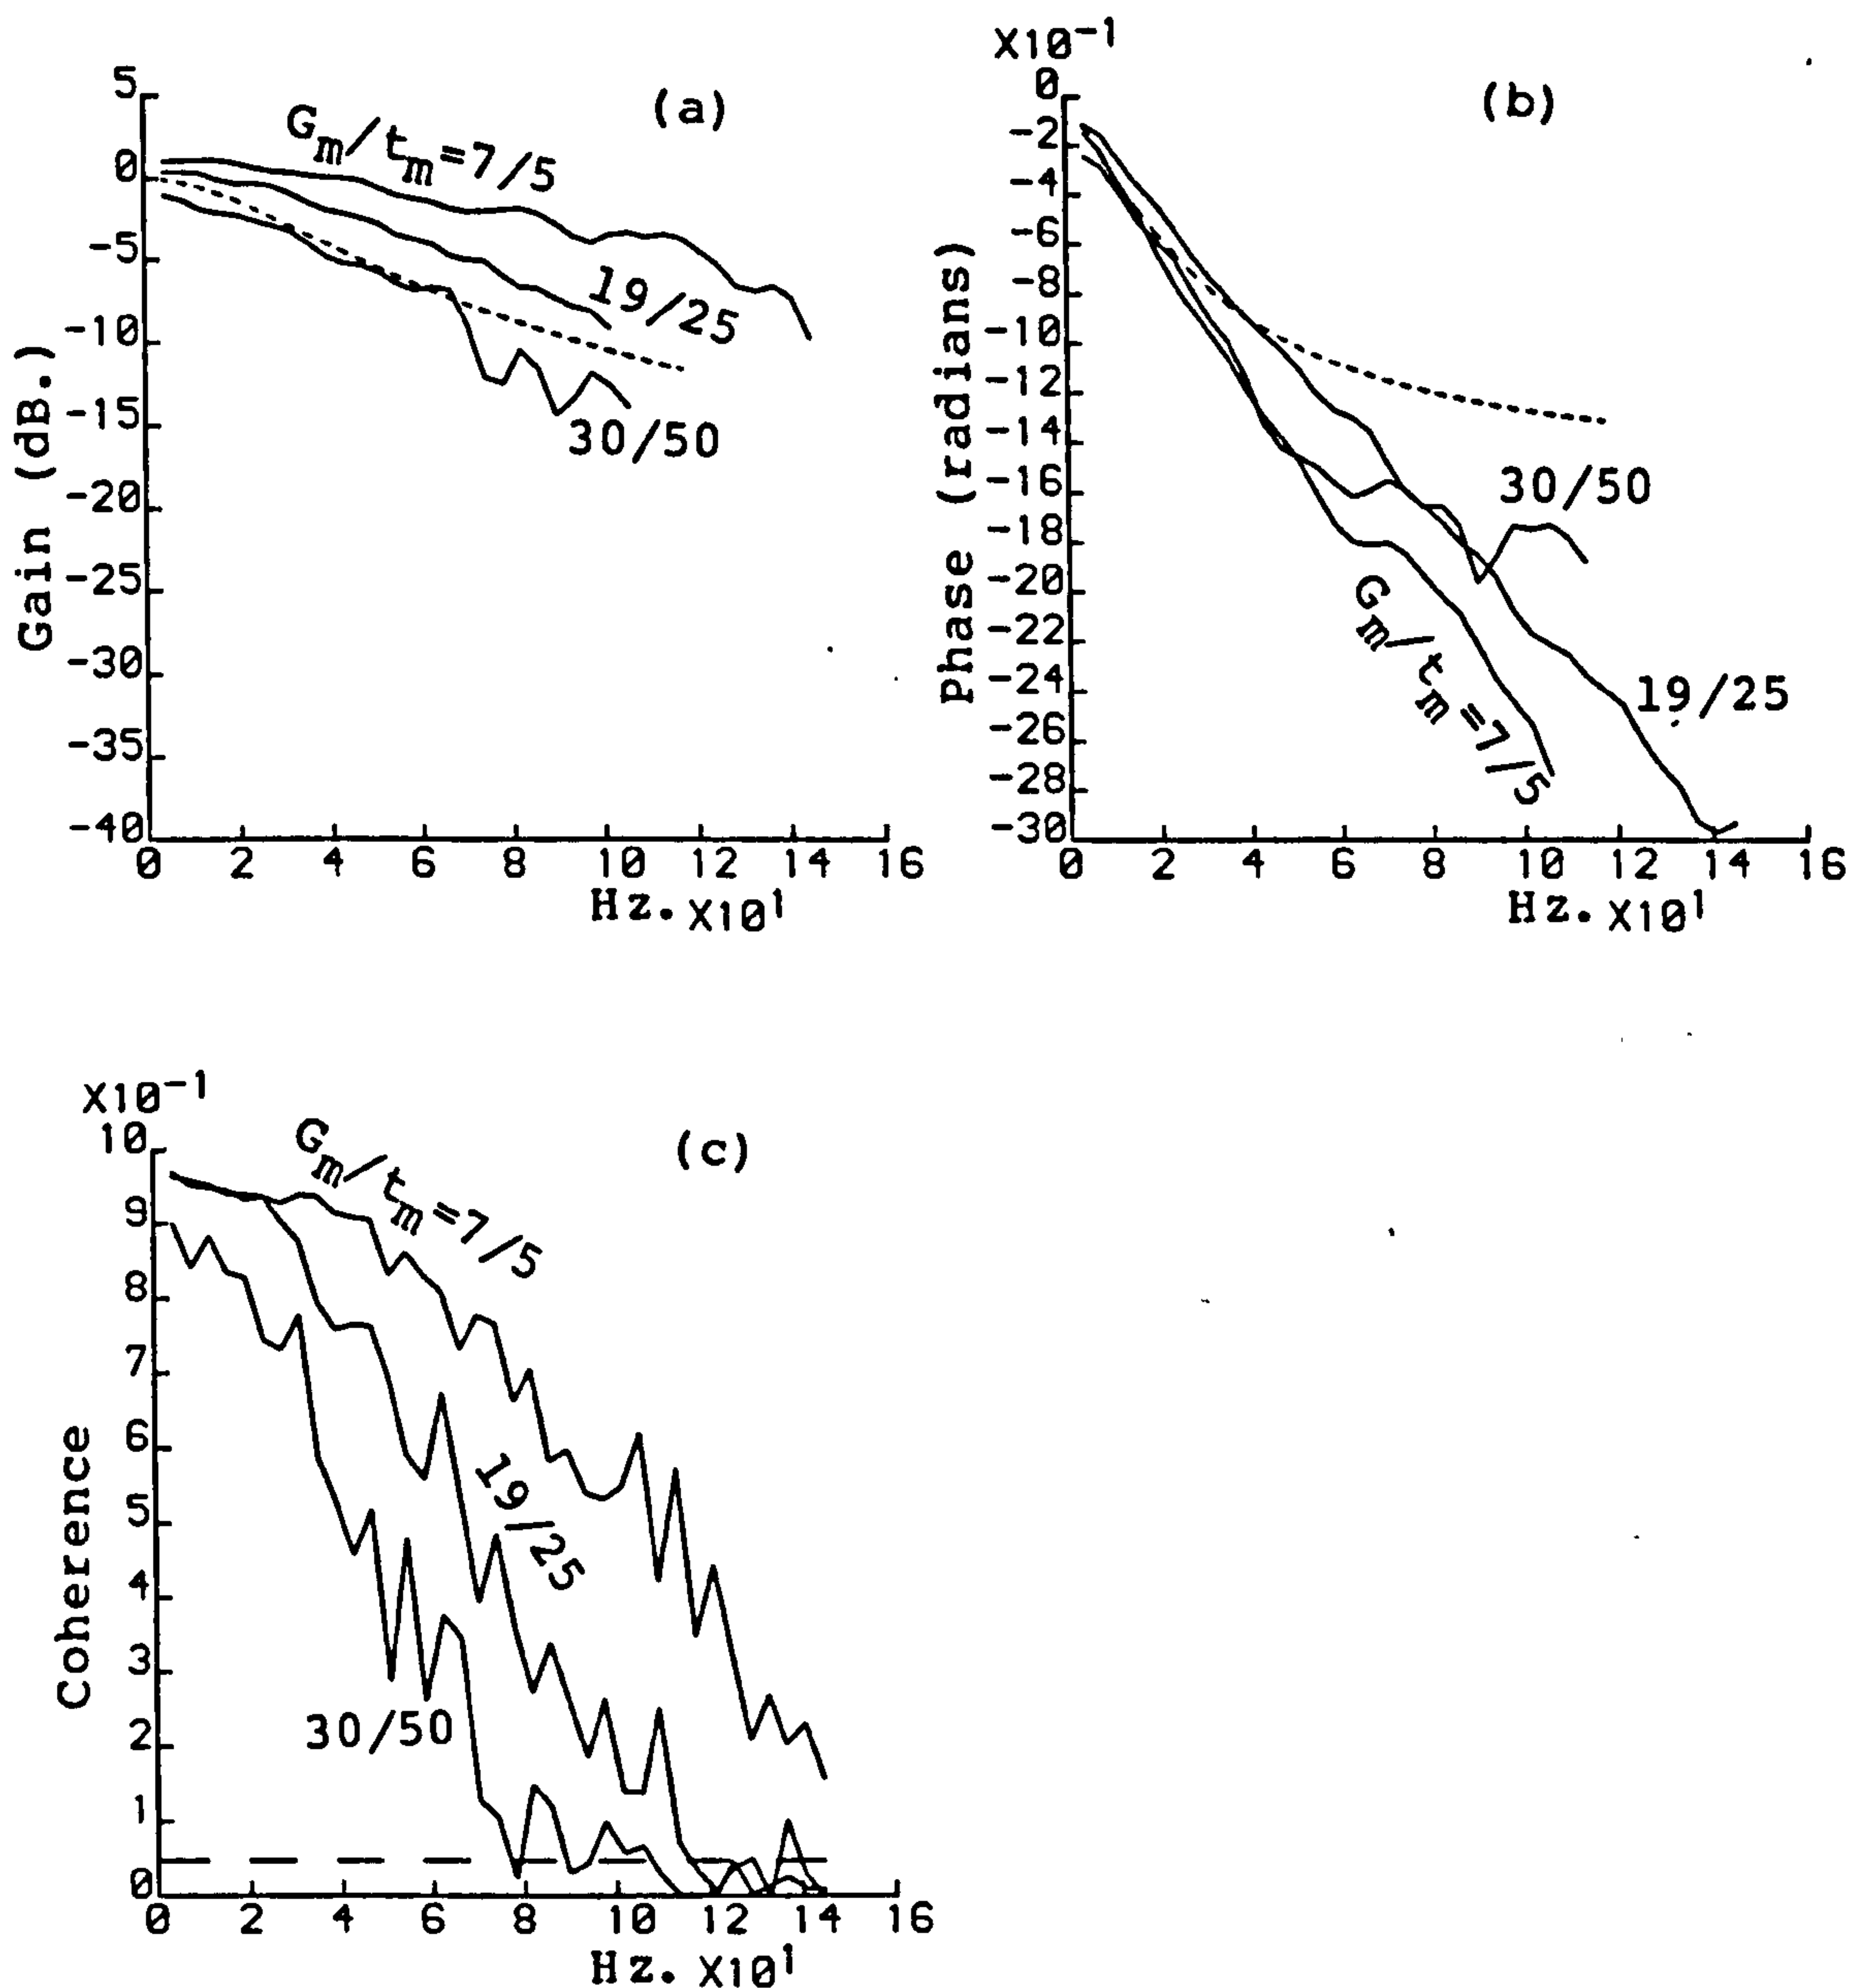 (a)
5
0
-5
-10
-15
-20
-25
-30
-35
-40
Gain (dB.)
Gm/tm=7/5
19/25
30/50
0 2 4 6 8 10 12 14 16
Hz. X10¹
X10⁻¹
(b)
0
-2
-4
-6
-8
-10
-12
-14
-16
-18
-20
-22
-24
-26
-28
-30
Phase (radians)
30/50
19/25
Gm/tm=7/5
0 2 4 6 8 10 12 14 16
Hz. X10¹
X10⁻¹
(c)
10
9
8
7
6
5
4
3
2
1
0
Coherence
Gm/tm=7/5
19/25
30/50
0 2 4 6 8 10 12 14 16
Hz. X10¹